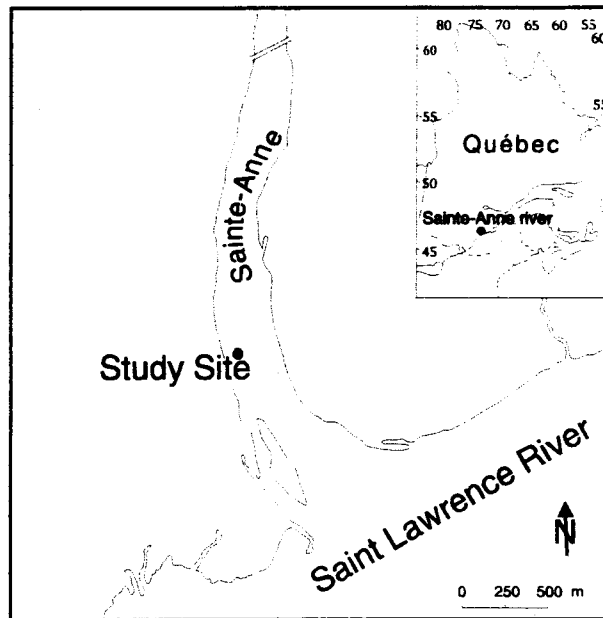 80 75 70 65 60 55
60
60
55
55
Québec
50
Sainte-Anne river
45
Sainte-Anne
Study Site
Saint Lawrence River
N
0 250 500 m